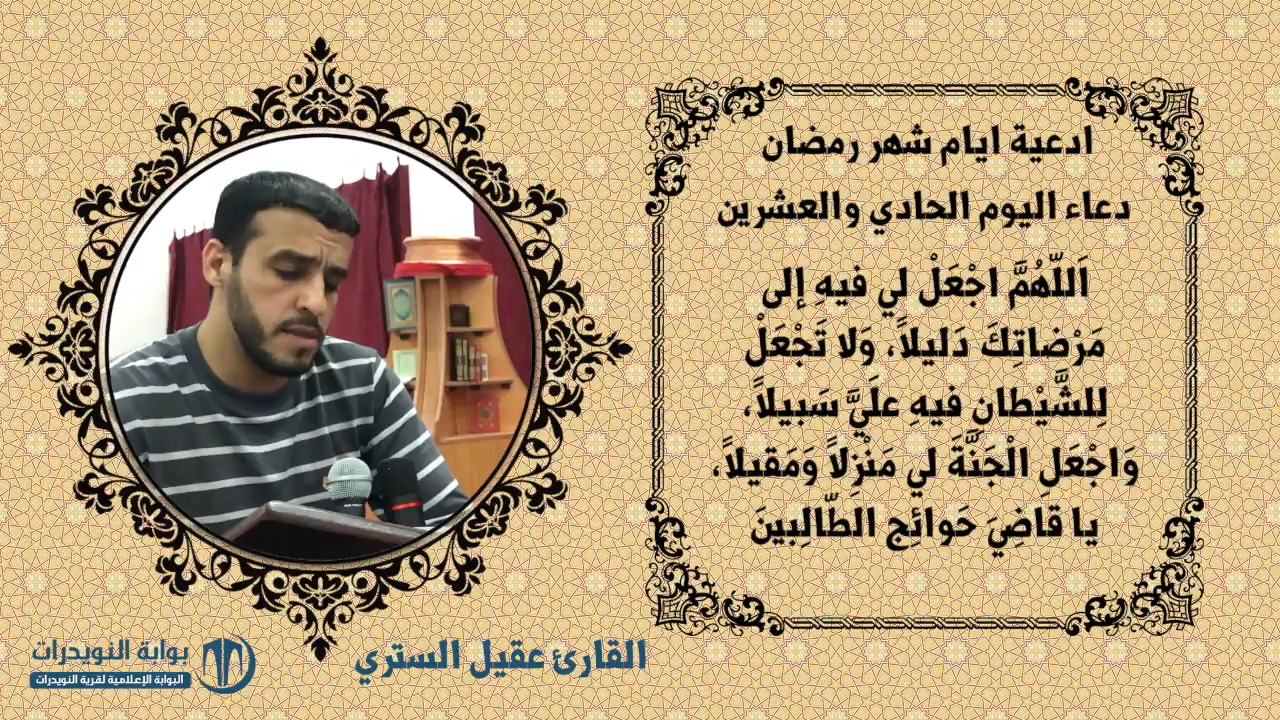 ادعية ايام شهر رمضان
دعاء اليوم الحادي والعشرين
اَللّهُمَّ اجْعَلْ لي فيهِ إلى
مَرْضاتِكَ دَليلاً، وَلا تَجْعَلْ
لِلشَّيْطانِ فيهِ علَيَّ سَبيلاً،
وَاجْعَلِ الْجَنَّةَ لي مَنْزِلاً وَمَقيلاً،
يا قاضِيَ حَوائِجِ الطّالِبينَ
القارئ عقيل الستري
بوابة النويدرات
البوابة الإعلامية لقرية النويدرات